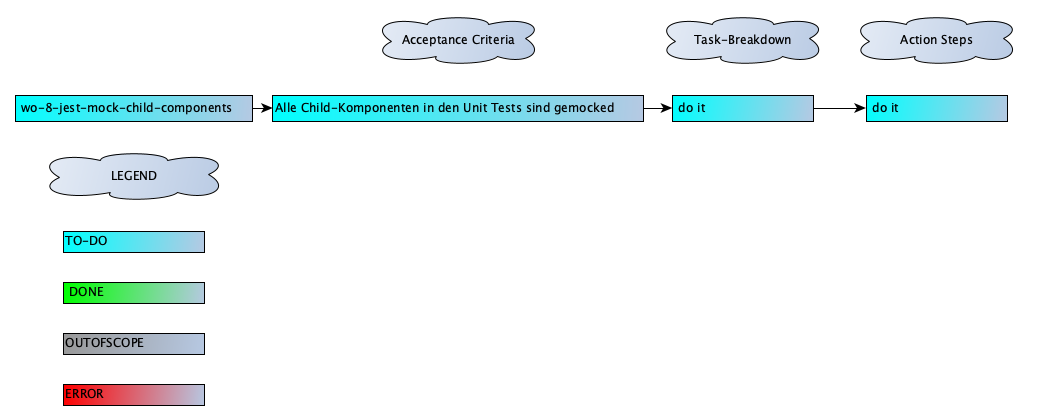 Acceptance Criteria
Task-Breakdown
Action Steps
wo-8-jest-mock-child-components
Alle Child-Komponenten in den Unit Tests sind gemocked
do it
do it
LEGEND
TO-DO
DONE
OUTOFSCOPE
ERROR